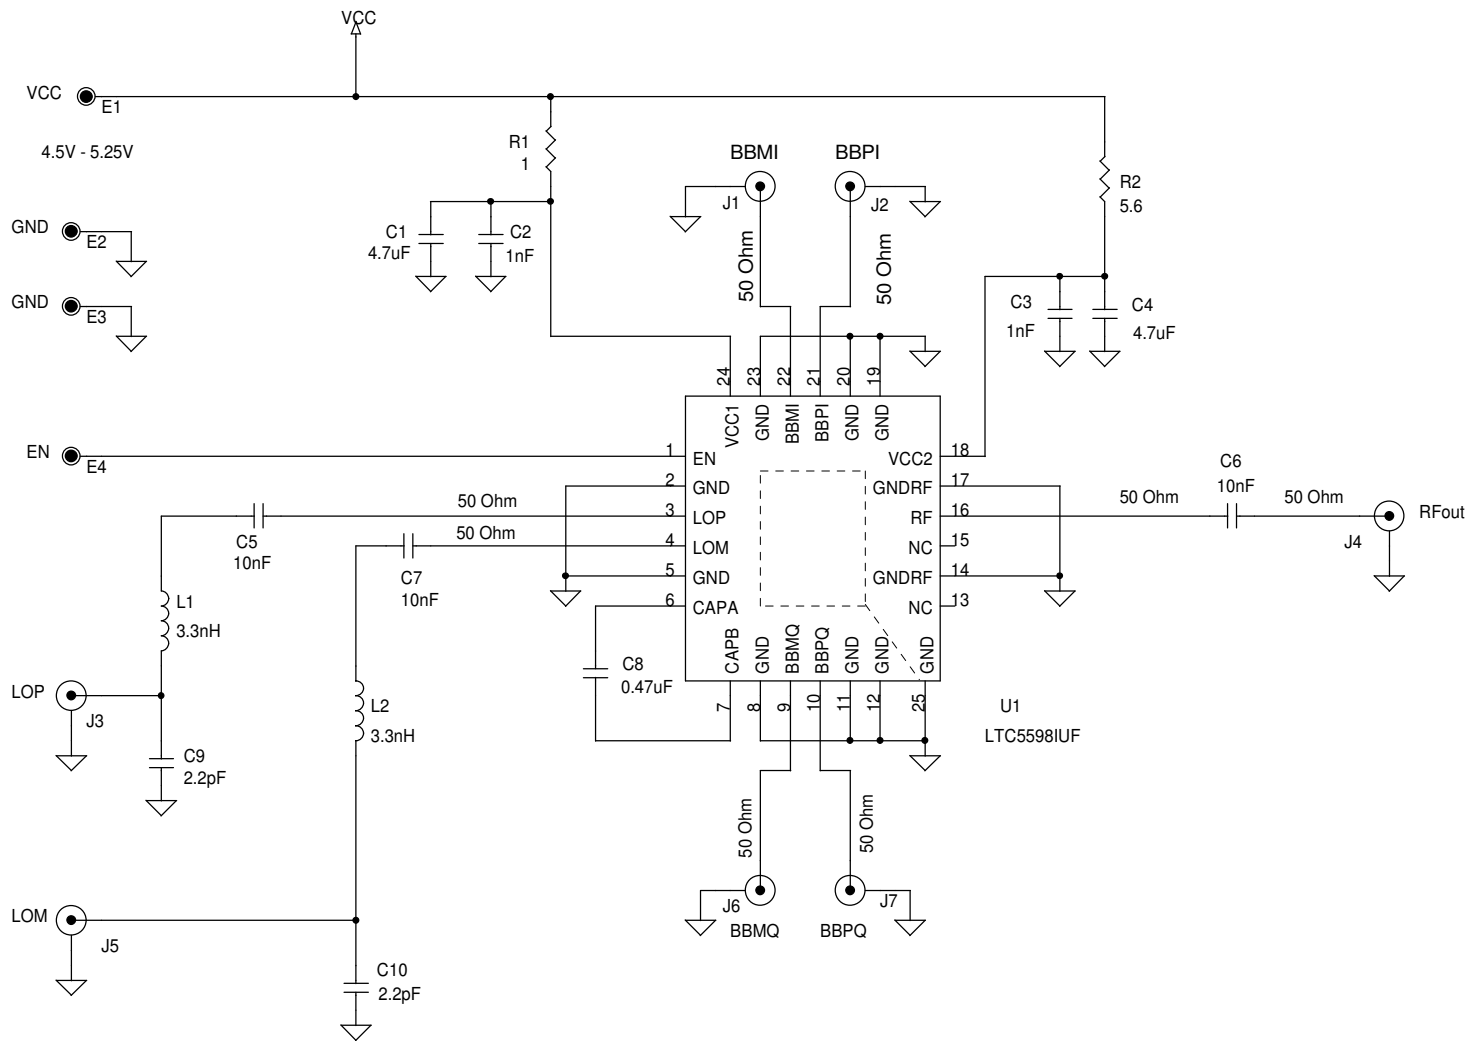 VCC
VCC
E1
4.5V - 5.25V
R1
1
BBMI
BBPI
J1
J2
R2
5.6
GND
E2
C1
4.7uF
C2
1nF
50 Ohm
50 Ohm
GND
E3
C3
1nF
C4
4.7uF
24
23
22
21
20
19
VCC1
GND
BBMI
BBPI
GND
GND
EN
E4
1
EN
2
GND
3
LOP
4
LOM
5
GND
6
CAPA
VCC2
18
GNDRF
17
RF
16
NC
15
GNDRF
14
NC
13
50 Ohm
50 Ohm
C5
10nF
C7
10nF
50 Ohm
C6
10nF
50 Ohm
RFout
J4
L1
3.3nH
CAPB
GND
BBMQ
BBPQ
GND
GND
GND
7
8
9
10
11
12
25
C8
0.47uF
LOP
J3
L2
3.3nH
U1
LTC5598IUF
C9
2.2pF
50 Ohm
50 Ohm
J6
J7
BBMQ
BBPQ
LOM
J5
C10
2.2pF